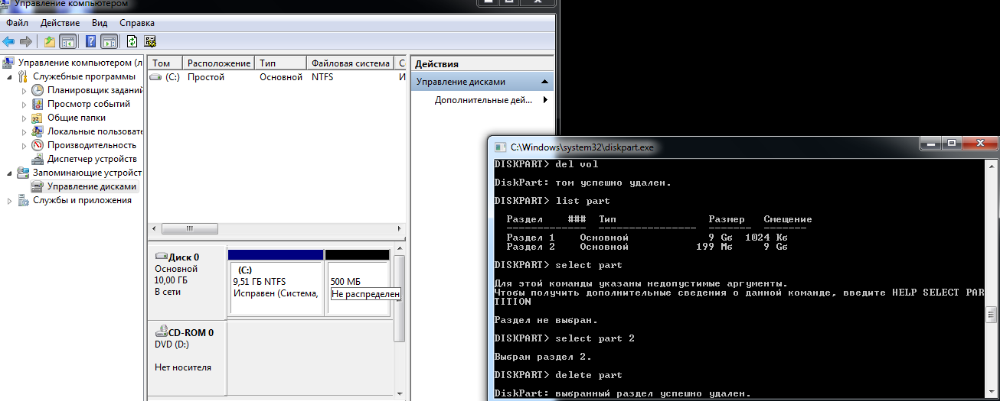 Управление компьютером
Файл Действие Вид Справка
Управление компьютером (л
Служебные программы
Планировщик заданий
Просмотр событий
Общие папки
Локальные пользовате
Производительность
Диспетчер устройств
Запоминающие устройст
Управление дисками
Службы и приложения
Том Расположение Тип Файловая система С
(C:) Простой Основной NTFS И
Действия
Управление дисками
Дополнительные дей...
Диск 0
Основной
10,00 ГБ
В сети
(C:)
9,51 ГБ NTFS
Исправен (Система,
500 МБ
Не распределен
CD-ROM 0
DVD (D:)
Нет носителя
C:\Windows\system32\diskpart.exe
DISKPART> del vol
DiskPart: том успешно удален.
DISKPART> list part
Раздел ### Тип Размер Смещение
------------- ---------------- ------- -------
Раздел 1 Основной 9 Gб 1024 Kб
Раздел 2 Основной 199 Mб 9 Gб
DISKPART> select part
Для этой команды указаны недопустимые аргументы.
Чтобы получить дополнительные сведения о данной команде, введите HELP SELECT PAR
TITION
Раздел не выбран.
DISKPART> select part 2
Выбран раздел 2.
DISKPART> delete part
DiskPart: выбранный раздел успешно удален.